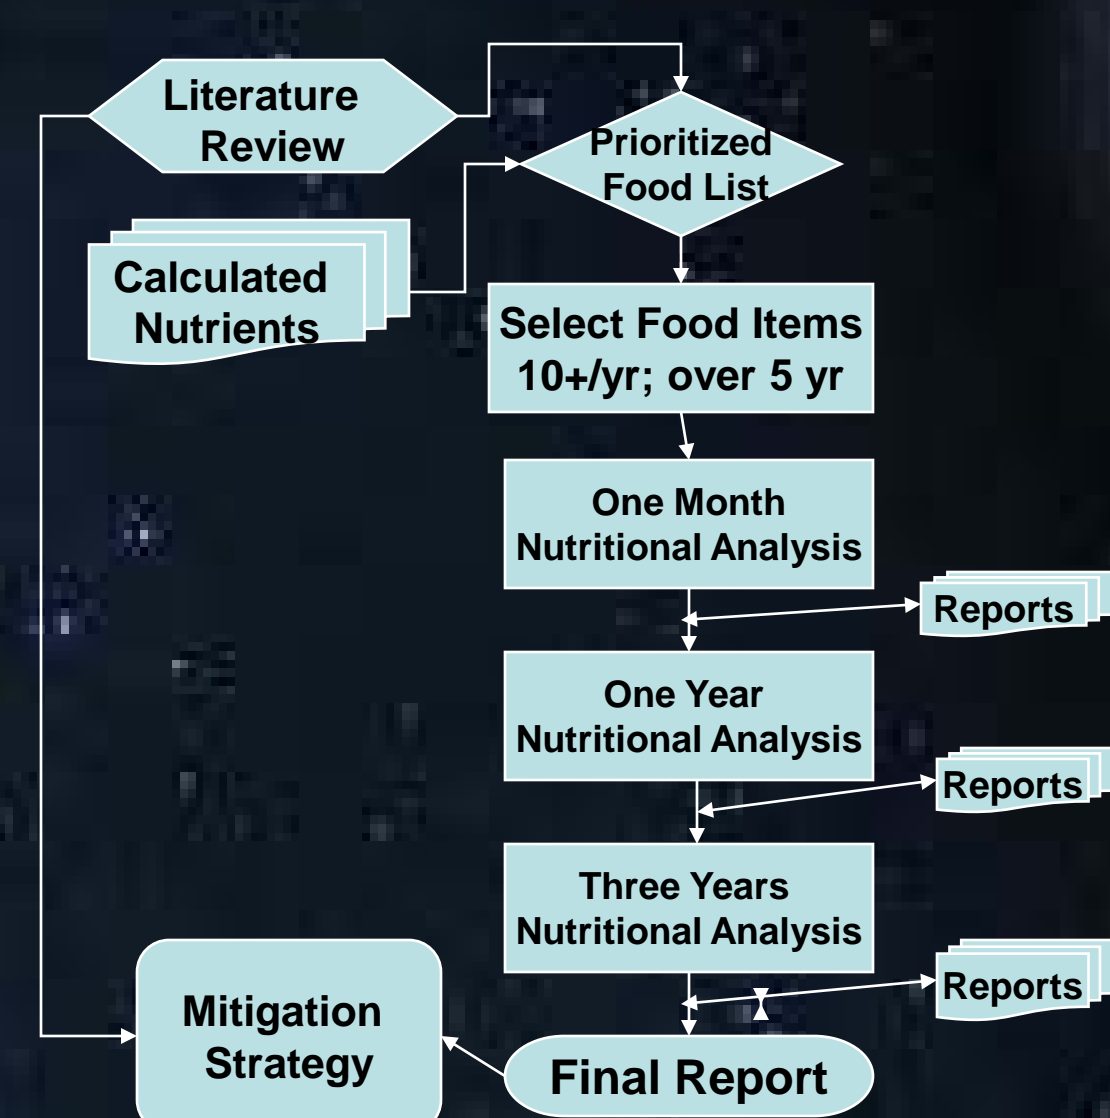 Literature
Review
Prioritized
Food List
Calculated
Nutrients
Select Food Items
10+/yr; over 5 yr
One Month
Nutritional Analysis
Reports
One Year
Nutritional Analysis
Reports
Three Years
Nutritional Analysis
Reports
Mitigation
Strategy
Final Report